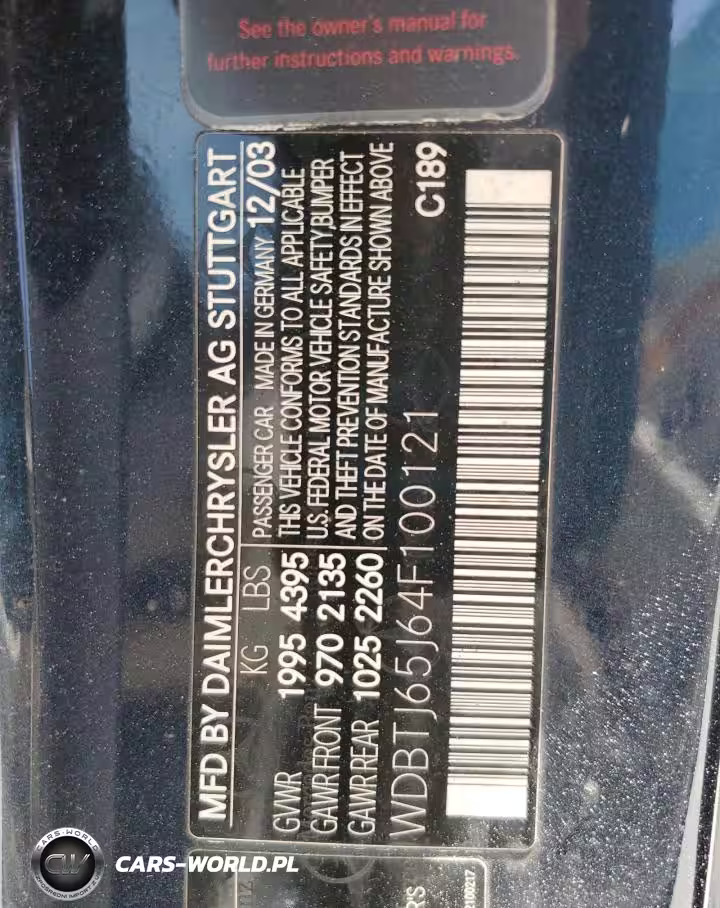 See the owner's manual for
further instructions and warnings.
MFD BY DAIMLERCHRYSLER AG STUTTGART
KG LBS
GVWR 1995 4395
GAWR FRONT 970 2135
GAWR REAR 1025 2260
PASSENGER CAR MADE IN GERMANY 12/03
THIS VEHICLE CONFORMS TO ALL APPLICABLE
U.S. FEDERAL MOTOR VEHICLE SAFETY,BUMPER
AND THEFT PREVENTION STANDARDS IN EFFECT
ON THE DATE OF MANUFACTURE SHOWN ABOVE
WDBTJ65J64F100121
C189
CARS-WORLD
CW
CARS-WORLD.PL